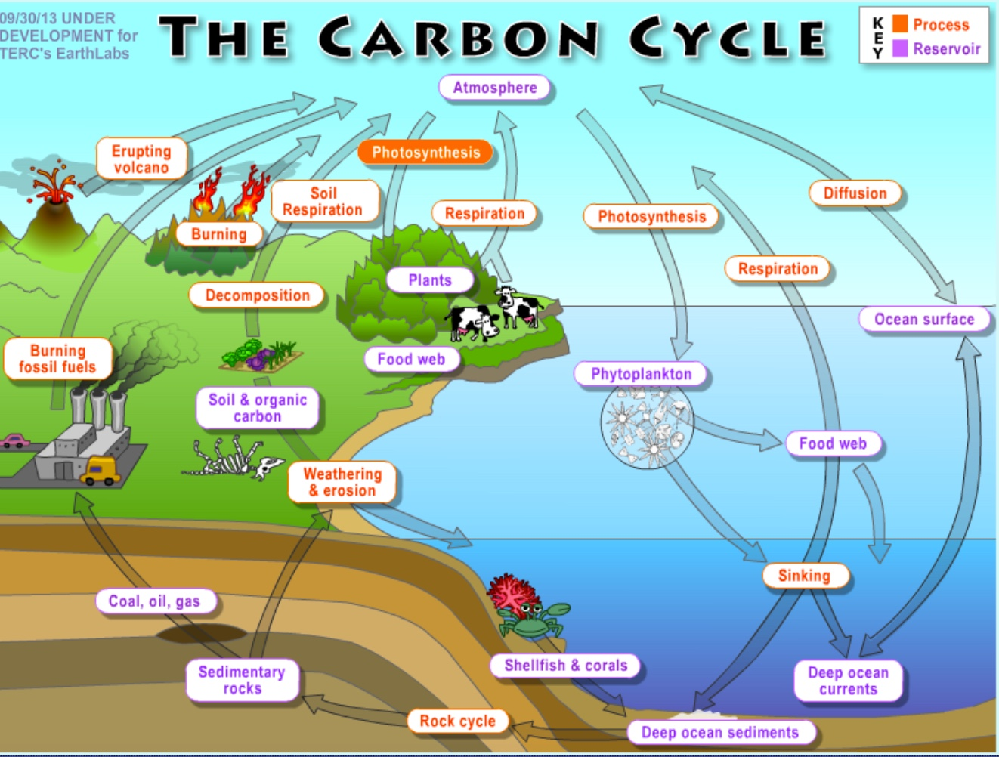 09/30/13 UNDER
DEVELOPMENT for
TERC's EarthLabs
THE CARBON CYCLE
KEY
Process
Reservoir
Atmosphere
Erupting
volcano
Photosynthesis
Soil
Respiration
Respiration
Photosynthesis
Diffusion
Burning
Respiration
Plants
Decomposition
Ocean surface
Burning
fossil fuels
Food web
Phytoplankton
Soil & organic
carbon
Food web
Weathering
& erosion
Sinking
Coal, oil, gas
Shellfish & corals
Sedimentary
rocks
Deep ocean
currents
Rock cycle
Deep ocean sediments